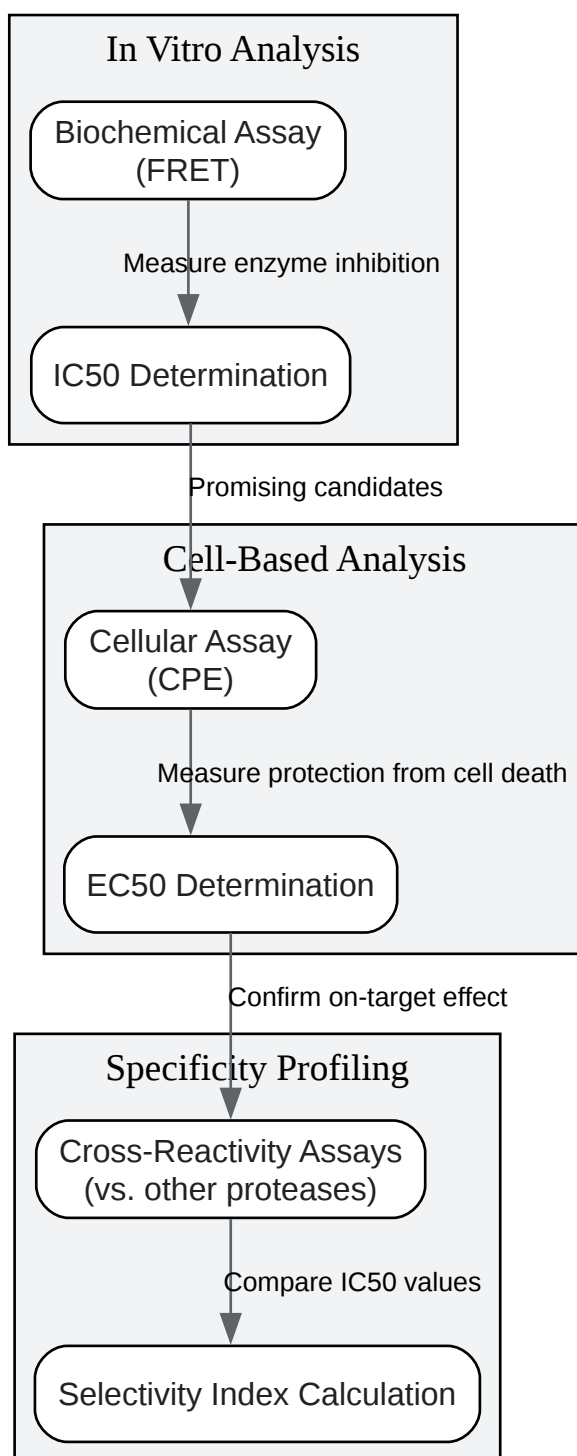 In Vitro Analysis
Biochemical Assay
(FRET)
Measure enzyme inhibition
IC50 Determination
Promising candidates
Cell-Based Analysis
Cellular Assay
(CPE)
Measure protection from cell death
EC50 Determination
Confirm on-target effect
Specificity Profiling
Cross-Reactivity Assays
(vs. other proteases)
Compare IC50 values
Selectivity Index Calculation